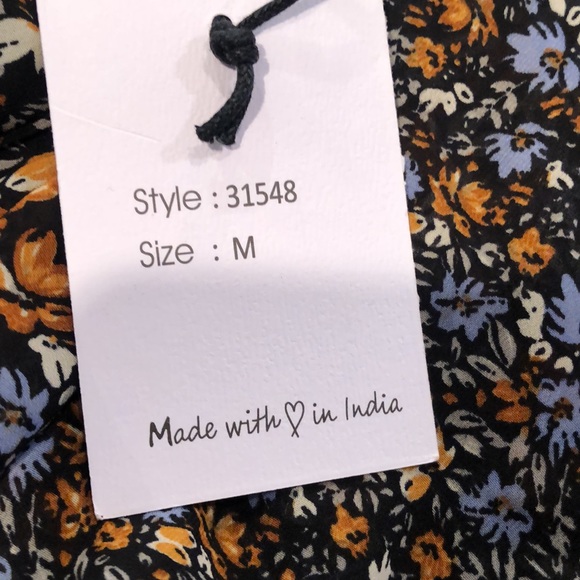 Style : 31548
Size : M
Made with ♡ in India